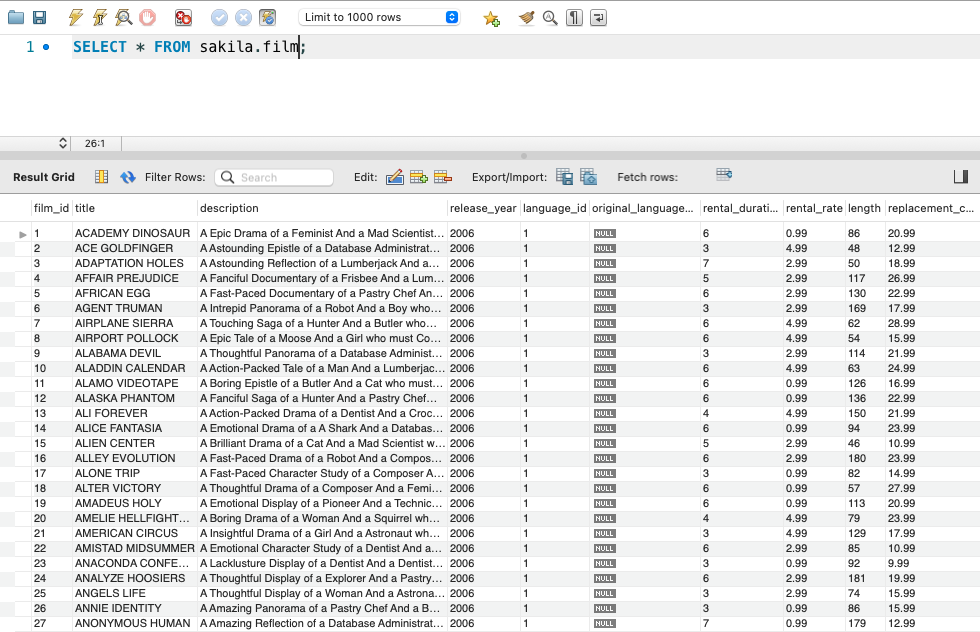 Limit to 1000 rows
1 SELECT * FROM sakila.film;
26:1
Result Grid Filter Rows: Search Edit: Export/Import: Fetch rows:
film_id title description release_year language_id original_language... rental_durati... rental_rate length replacement_c...
1 ACADEMY DINOSAUR A Epic Drama of a Feminist And a Mad Scientist... 2006 1 NULL 6 0.99 86 20.99
2 ACE GOLDFINGER A Astounding Epistle of a Database Administrat... 2006 1 NULL 3 4.99 48 12.99
3 ADAPTATION HOLES A Astounding Reflection of a Lumberjack And a... 2006 1 NULL 7 2.99 50 18.99
4 AFFAIR PREJUDICE A Fanciful Documentary of a Frisbee And a Lum... 2006 1 NULL 5 2.99 117 26.99
5 AFRICAN EGG A Fast-Paced Documentary of a Pastry Chef An... 2006 1 NULL 6 2.99 130 22.99
6 AGENT TRUMAN A Intrepid Panorama of a Robot And a Boy who... 2006 1 NULL 3 2.99 169 17.99
7 AIRPLANE SIERRA A Touching Saga of a Hunter And a Butler who... 2006 1 NULL 6 4.99 62 28.99
8 AIRPORT POLLOCK A Epic Tale of a Moose And a Girl who must Co... 2006 1 NULL 6 4.99 54 15.99
9 ALABAMA DEVIL A Thoughtful Panorama of a Database Administ... 2006 1 NULL 3 2.99 114 21.99
10 ALADDIN CALENDAR A Action-Packed Tale of a Man And a Lumberjac... 2006 1 NULL 6 4.99 63 24.99
11 ALAMO VIDEOTAPE A Boring Epistle of a Butler And a Cat who must... 2006 1 NULL 6 0.99 126 16.99
12 ALASKA PHANTOM A Fanciful Saga of a Hunter And a Pastry Chef... 2006 1 NULL 6 0.99 136 22.99
13 ALI FOREVER A Action-Packed Drama of a Dentist And a Croc... 2006 1 NULL 4 4.99 150 21.99
14 ALICE FANTASIA A Emotional Drama of a A Shark And a Databas... 2006 1 NULL 6 0.99 94 23.99
15 ALIEN CENTER A Brilliant Drama of a Cat And a Mad Scientist w... 2006 1 NULL 5 2.99 46 10.99
16 ALLEY EVOLUTION A Fast-Paced Drama of a Robot And a Compos... 2006 1 NULL 6 2.99 180 23.99
17 ALONE TRIP A Fast-Paced Character Study of a Composer A... 2006 1 NULL 3 0.99 82 14.99
18 ALTER VICTORY A Thoughtful Drama of a Composer And a Femi... 2006 1 NULL 6 0.99 57 27.99
19 AMADEUS HOLY A Emotional Display of a Pioneer And a Technic... 2006 1 NULL 6 0.99 113 20.99
20 AMELIE HELLFIGHT... A Boring Drama of a Woman And a Squirrel wh... 2006 1 NULL 4 4.99 79 23.99
21 AMERICAN CIRCUS A Insightful Drama of a Girl And a Astronaut wh... 2006 1 NULL 3 4.99 129 17.99
22 AMISTAD MIDSUMMER A Emotional Character Study of a Dentist And a... 2006 1 NULL 6 2.99 85 10.99
23 ANACONDA CONFE... A Lacklusture Display of a Dentist And a Dentist... 2006 1 NULL 3 0.99 92 9.99
24 ANALYZE HOOSIERS A Thoughtful Display of a Explorer And a Pastry... 2006 1 NULL 6 2.99 181 19.99
25 ANGELS LIFE A Thoughtful Display of a Woman And a Astrona... 2006 1 NULL 3 2.99 74 15.99
26 ANNIE IDENTITY A Amazing Panorama of a Pastry Chef And a B... 2006 1 NULL 3 0.99 86 15.99
27 ANONYMOUS HUMAN A Amazing Reflection of a Database Administrat... 2006 1 NULL 7 0.99 179 12.99